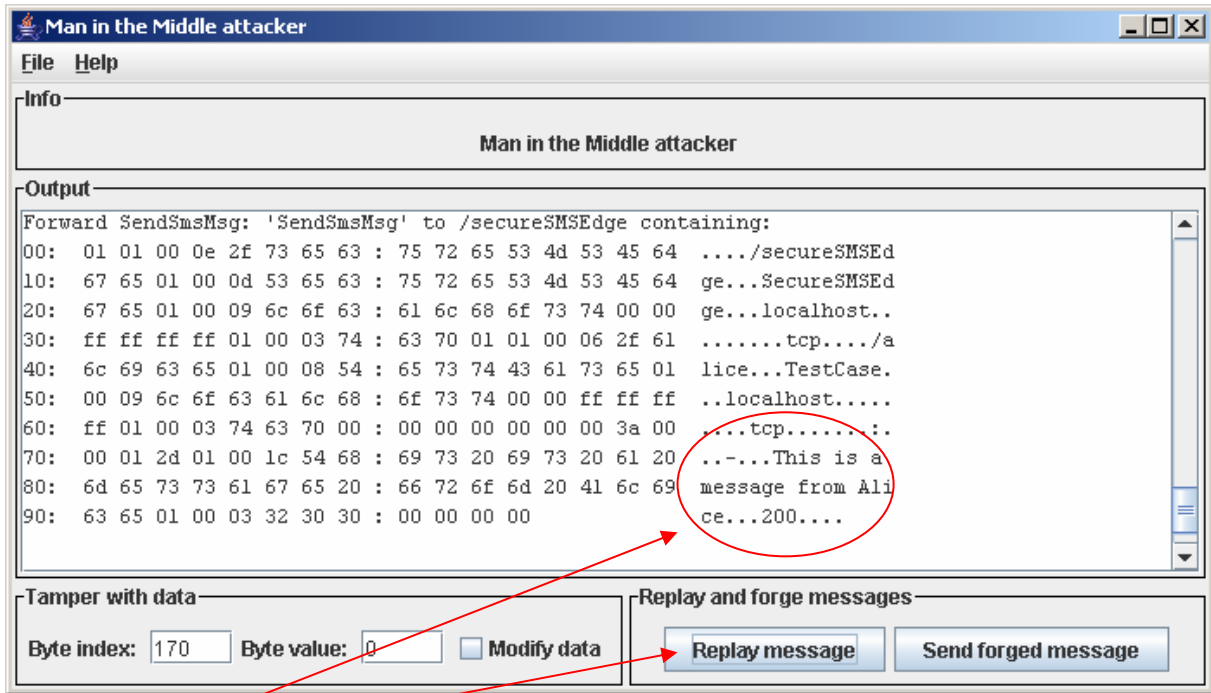 Man in the Middle attacker
File Help
Info
Man in the Middle attacker
Output
Forward SendSmsMsg: 'SendSmsMsg' to /secureSMSEdge containing:
00: 01 01 00 0e 2f 73 65 63 : 75 72 65 53 4d 53 45 64 ..../secureSMSEd
10: 67 65 01 00 0d 53 65 63 : 75 72 65 53 4d 53 45 64 ge...SecureSMSEd
20: 67 65 01 00 09 6c 6f 63 : 61 6c 68 6f 73 74 00 00 ge...localhost..
30: ff ff ff ff 01 00 03 74 : 63 70 01 01 00 06 2f 61 .......tcp..../a
40: 6c 69 63 65 01 00 08 54 : 65 73 74 43 61 73 65 01 lice...TestCase.
50: 00 09 6c 6f 63 61 6c 68 : 6f 73 74 00 00 ff ff ff ..localhost.....
60: ff 01 00 03 74 63 70 00 : 00 00 00 00 00 00 3a 00 ....tcp.......:.
70: 00 01 2d 01 00 1c 54 68 : 69 73 20 69 73 20 61 20 ..-...This is a
80: 6d 65 73 73 61 67 65 20 : 66 72 6f 6d 20 41 6c 69 message from Ali
90: 63 65 01 00 03 32 30 30 : 00 00 00 00 ce...200....
Tamper with data
Byte index: 170 Byte value: 0 Modify data
Replay and forge messages
Replay message Send forged message